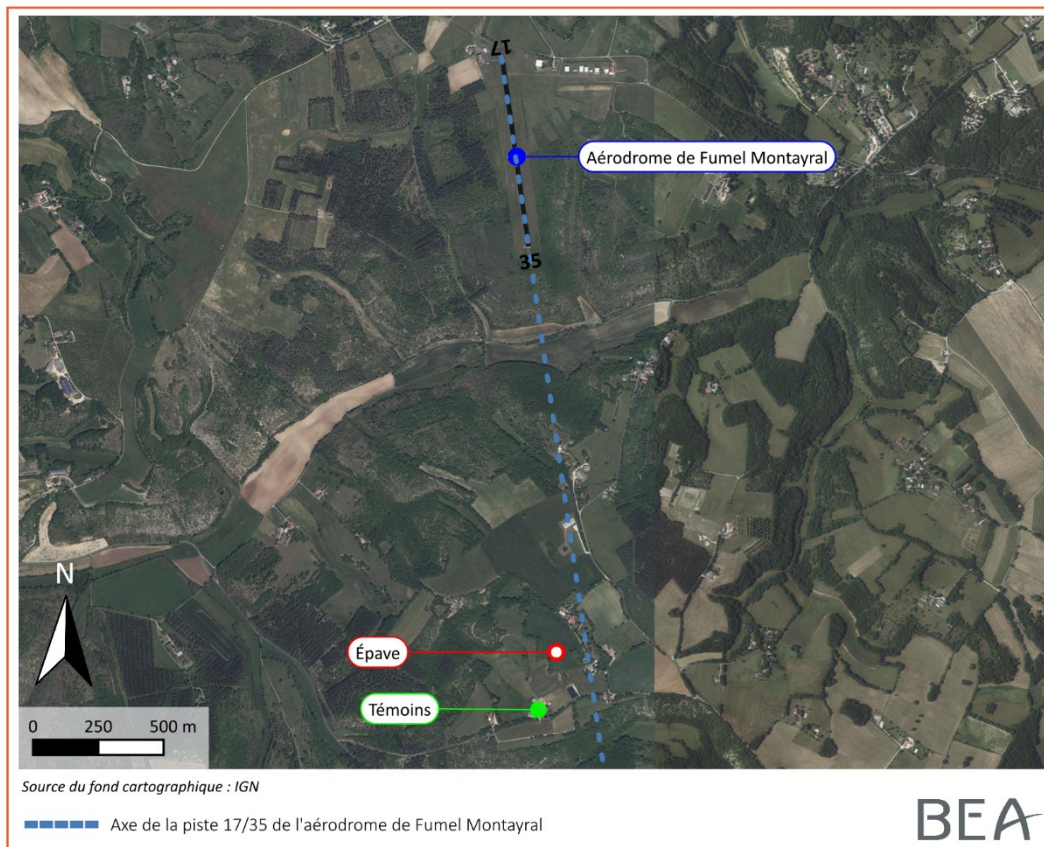 17
Aérodrome de Fumel Montayral
35
Épave
Témoins
N
0 250 500 m
Source du fond cartographique : IGN
Axe de la piste 17/35 de l'aérodrome de Fumel Montayral
BEA